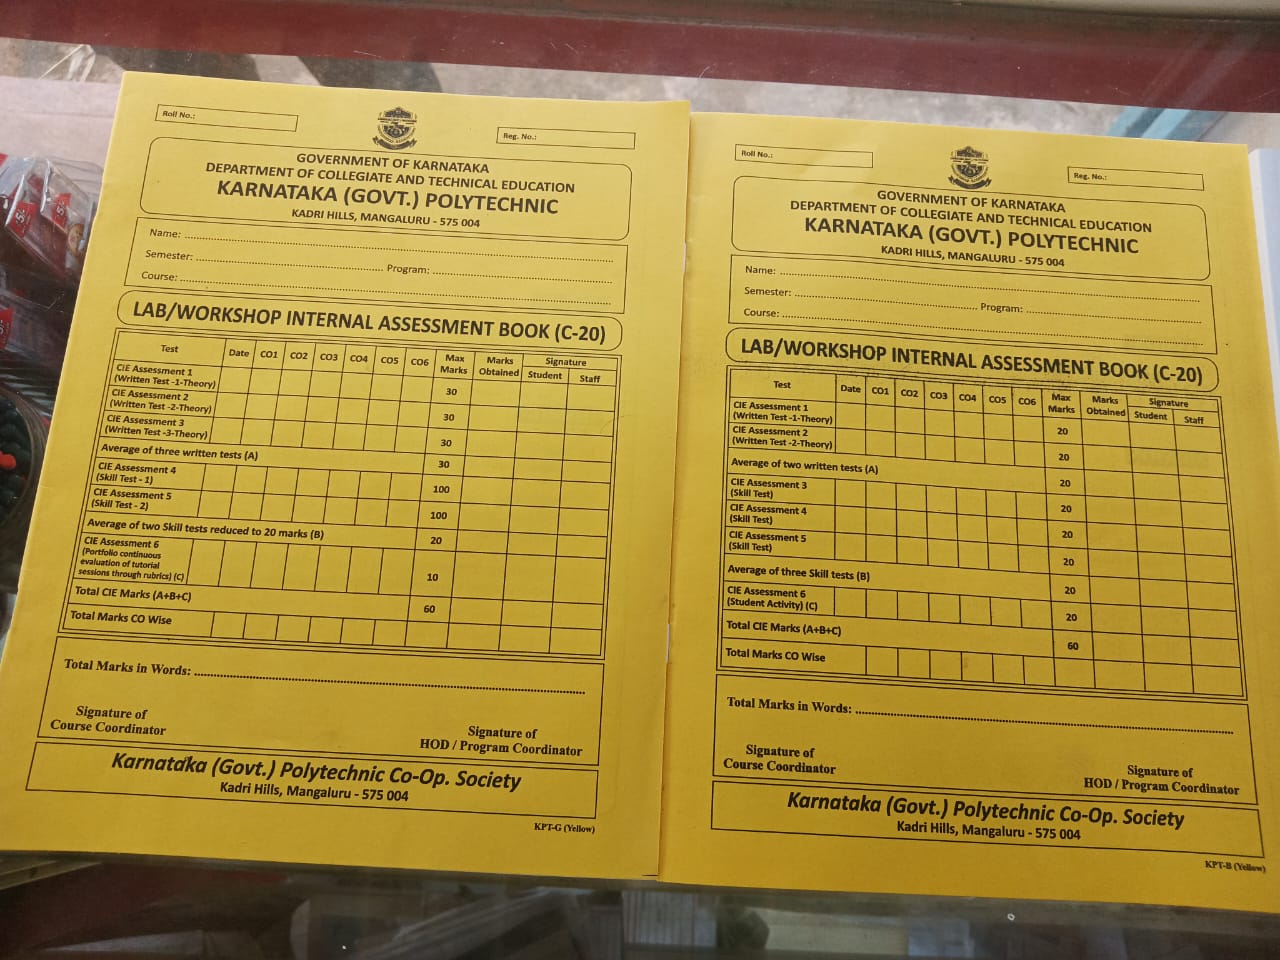 Roll No.:
Reg. No.:
GOVERNMENT OF KARNATAKA
DEPARTMENT OF COLLEGIATE AND TECHNICAL EDUCATION
KARNATAKA (GOVT.) POLYTECHNIC
KADRI HILLS, MANGALURU - 575 004
Name:
Semester: Program:
Course:
LAB/WORKSHOP INTERNAL ASSESSMENT BOOK (C-20)
Test Date CO1 CO2 CO3 CO4 CO5 CO6 Max Marks Marks Obtained Signature Student Staff
CIE Assessment 1
(Written Test -1-Theory) 30
CIE Assessment 2
(Written Test -2-Theory) 30
CIE Assessment 3
(Written Test -3-Theory) 30
Average of three written tests (A) 30
CIE Assessment 4
(Skill Test - 1) 100
CIE Assessment 5
(Skill Test - 2) 100
Average of two Skill tests reduced to 20 marks (B) 20
CIE Assessment 6
(Portfolio continuous
evaluation of tutorial
sessions through rubrics) (C) 10
Total CIE Marks (A+B+C) 60
Total Marks CO Wise
Total Marks in Words:
Signature of
Course Coordinator
Signature of
HOD / Program Coordinator
Karnataka (Govt.) Polytechnic Co-Op. Society
Kadri Hills, Mangaluru - 575 004
KPT-G (Yellow)
Roll No.:
Reg. No.:
GOVERNMENT OF KARNATAKA
DEPARTMENT OF COLLEGIATE AND TECHNICAL EDUCATION
KARNATAKA (GOVT.) POLYTECHNIC
KADRI HILLS, MANGALURU - 575 004
Name:
Semester: Program:
Course:
LAB/WORKSHOP INTERNAL ASSESSMENT BOOK (C-20)
Test Date CO1 CO2 CO3 CO4 CO5 CO6 Max Marks Marks Obtained Signature Student Staff
CIE Assessment 1
(Written Test -1-Theory) 20
CIE Assessment 2
(Written Test -2-Theory) 20
Average of two written tests (A) 20
CIE Assessment 3
(Skill Test) 20
CIE Assessment 4
(Skill Test) 20
CIE Assessment 5
(Skill Test) 20
Average of three Skill tests (B) 20
CIE Assessment 6
(Student Activity) (C) 20
Total CIE Marks (A+B+C) 60
Total Marks CO Wise
Total Marks in Words:
Signature of
Course Coordinator
Signature of
HOD / Program Coordinator
Karnataka (Govt.) Polytechnic Co-Op. Society
Kadri Hills, Mangaluru - 575 004
KPT-B (Yellow)